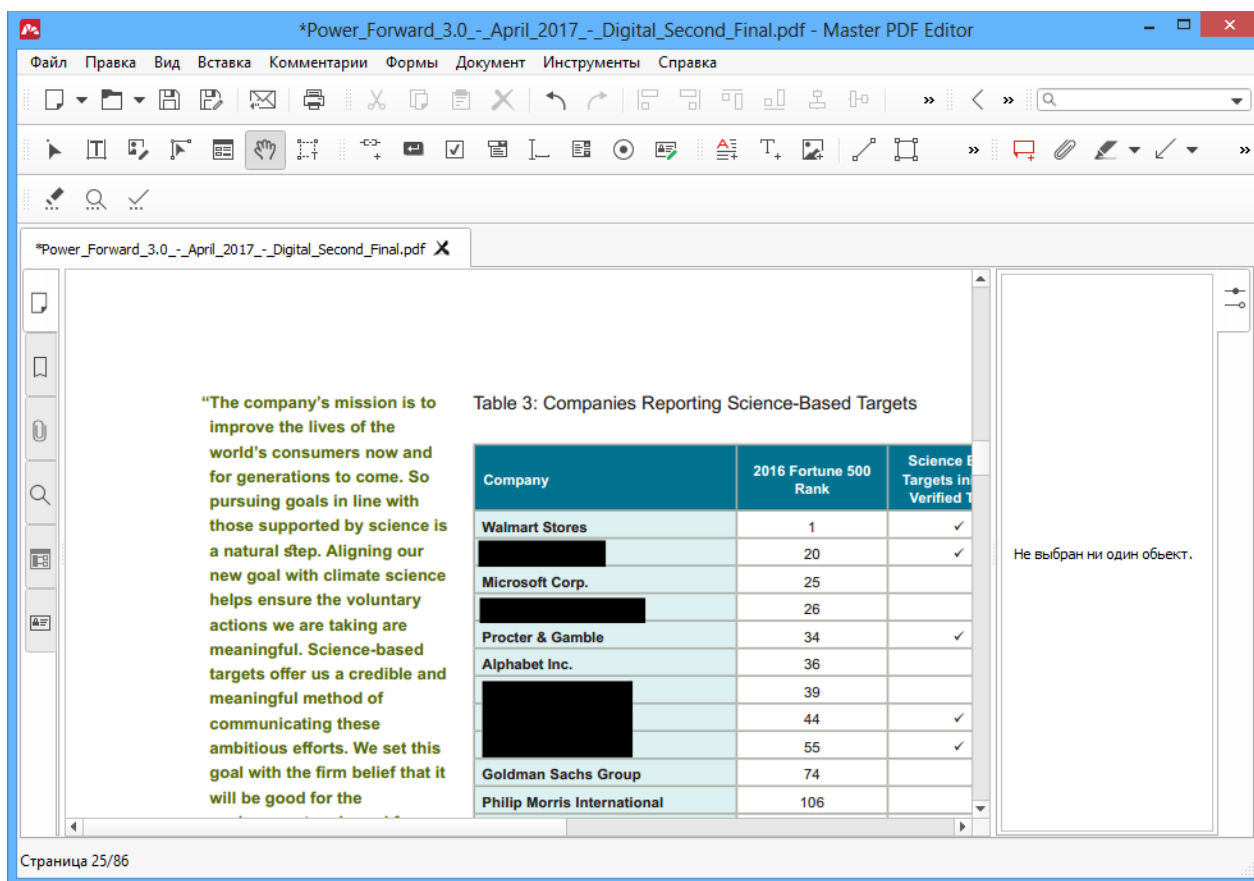 *Power_Forward_3.0_-_April_2017_-_Digital_Second_Final.pdf - Master PDF Editor
Файл Правка Вид Вставка Комментарии Формы Документ Инструменты Справка
*Power_Forward_3.0_-_April_2017_-_Digital_Second_Final.pdf
“The company’s mission is to
improve the lives of the
world’s consumers now and
for generations to come. So
pursuing goals in line with
those supported by science is
a natural step. Aligning our
new goal with climate science
helps ensure the voluntary
actions we are taking are
meaningful. Science-based
targets offer us a credible and
meaningful method of
communicating these
ambitious efforts. We set this
goal with the firm belief that it
will be good for the
Table 3: Companies Reporting Science-Based Targets
Company
2016 Fortune 500
Rank
Science
Targets in
Verified
Walmart Stores 1 ✓
20 ✓
Microsoft Corp. 25
26
Procter & Gamble 34 ✓
Alphabet Inc. 36
39
44 ✓
55 ✓
Goldman Sachs Group 74
Philip Morris International 106
Не выбран ни один обьект.
Страница 25/86